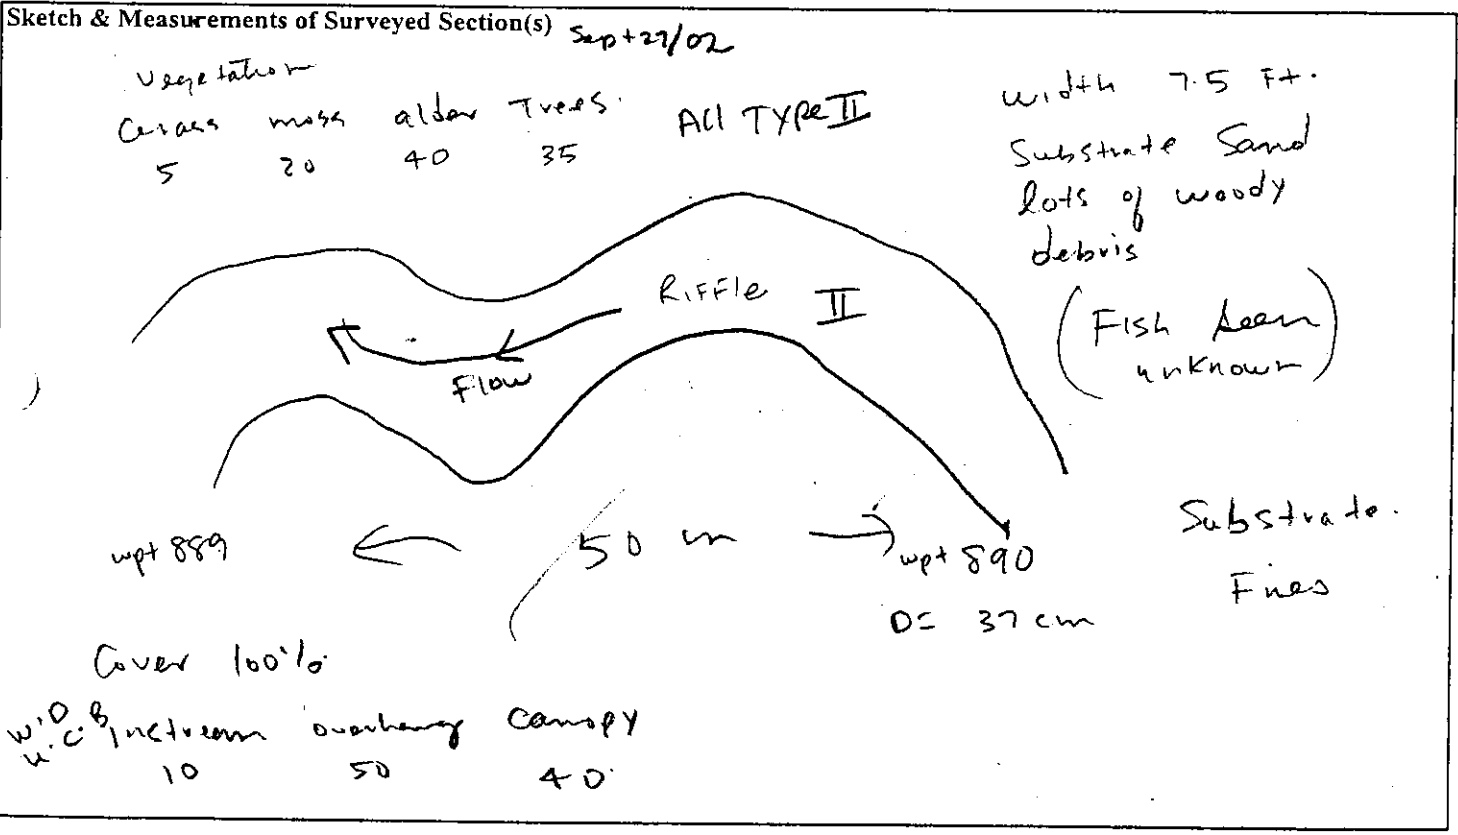 Sketch & Measurements of Surveyed Section(s) Sept 27/02
Vegetation
Grass moss alder Trees.
5 20 40 35
All Type II
width 7.5 Ft.
Substrate Sand
lots of woody
debris
(Fish seen
unknown)
Riffle II
Flow
wpt 889 50 m wpt 890
D= 37 cm
Substrate.
Fines
Cover 100%
W.D
U.C.B Instream overhang canopy
10 50 40